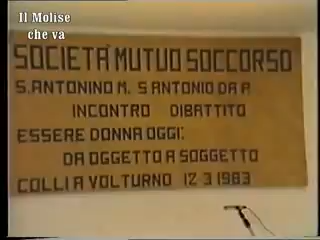 Il Molise
che va
SOCIETÀ MUTUO SOCCORSO
S. ANTONINO M. S ANTONIO DA P.
INCONTRO DIBATTITO
ESSERE DONNA OGGI:
DA OGGETTO A SOGGETTO
COLLI A VOLTURNO 12 3 1983